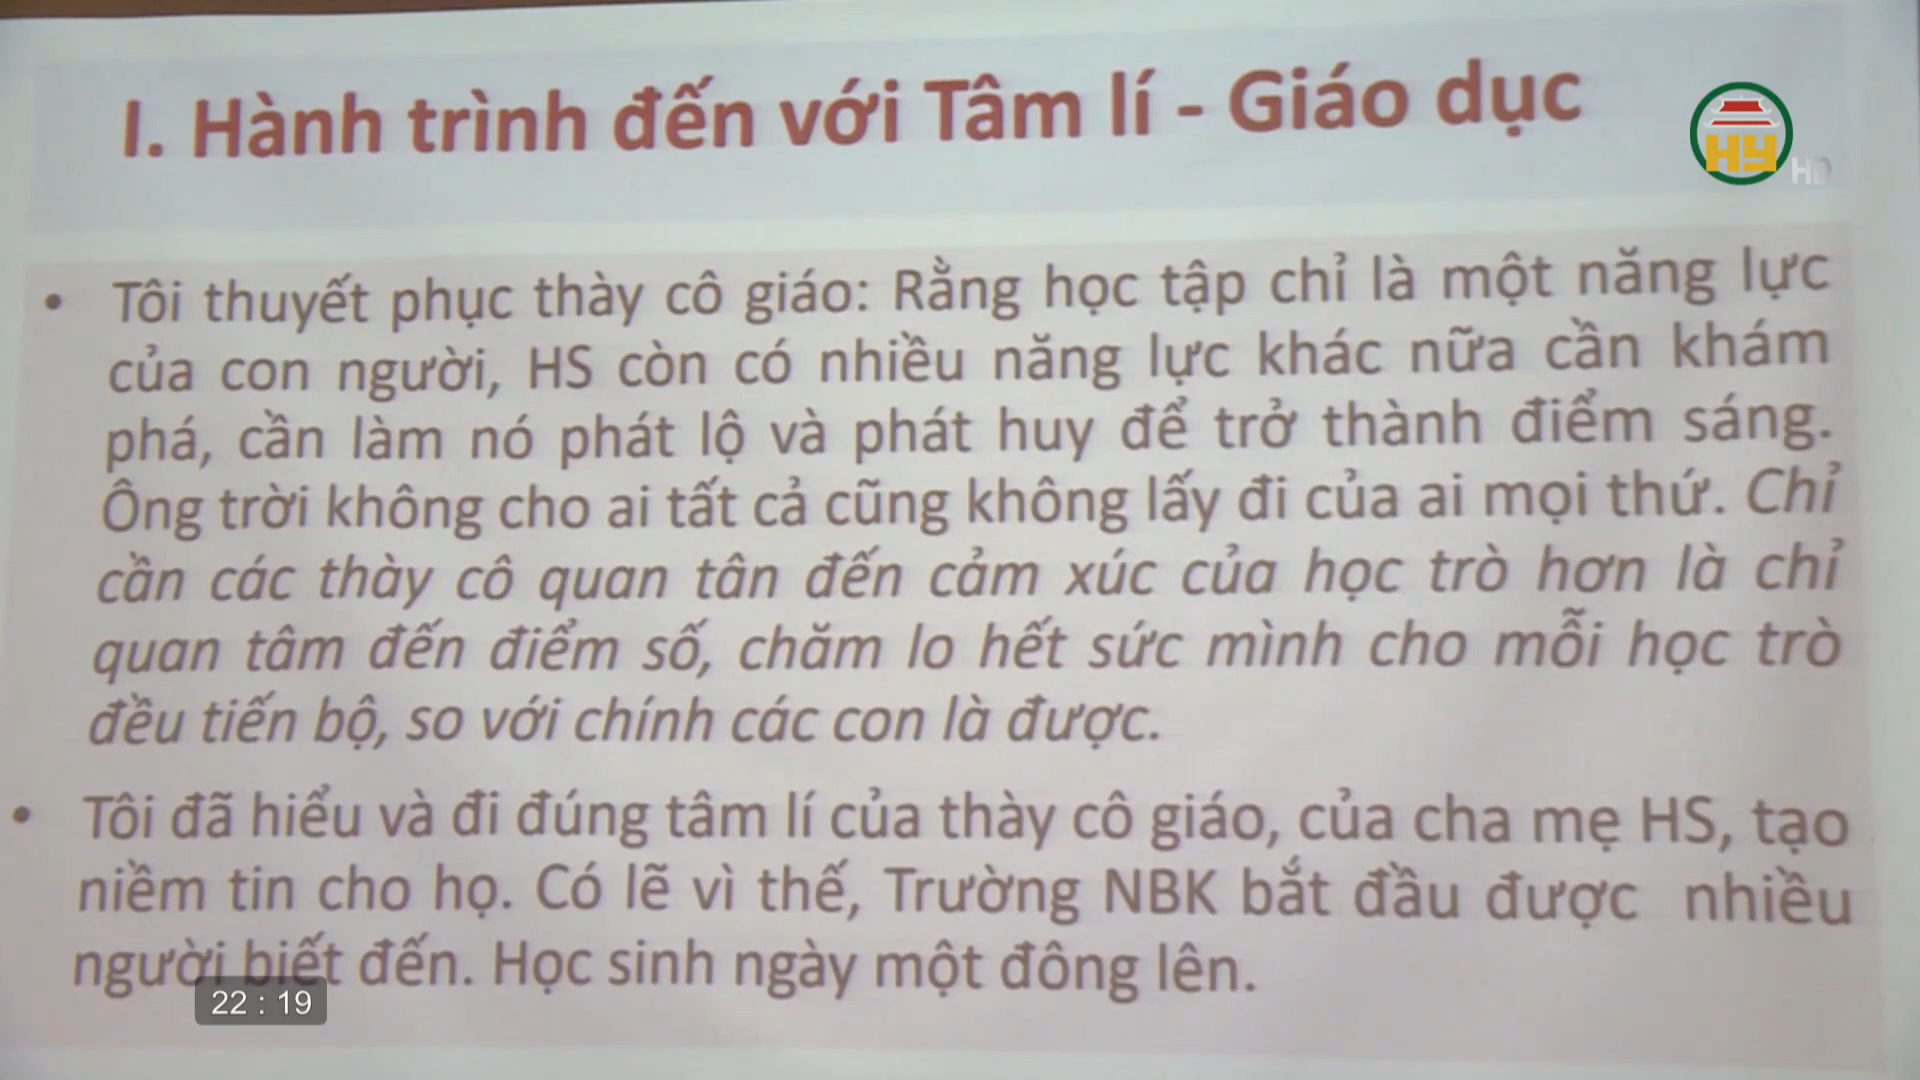 I. Hành trình đến với Tâm lí - Giáo dục
HY HD
• Tôi thuyết phục thày cô giáo: Rằng học tập chỉ là một năng lực
của con người, HS còn có nhiều năng lực khác nữa cần khám
phá, cần làm nó phát lộ và phát huy để trở thành điểm sáng.
Ông trời không cho ai tất cả cũng không lấy đi của ai mọi thứ. Chỉ
cần các thày cô quan tân đến cảm xúc của học trò hơn là chỉ
quan tâm đến điểm số, chăm lo hết sức mình cho mỗi học trò
đều tiến bộ, so với chính các con là được.
• Tôi đã hiểu và đi đúng tâm lí của thày cô giáo, của cha mẹ HS, tạo
niềm tin cho họ. Có lẽ vì thế, Trường NBK bắt đầu được nhiều
người biết đến. Học sinh ngày một đông lên.
22 : 19